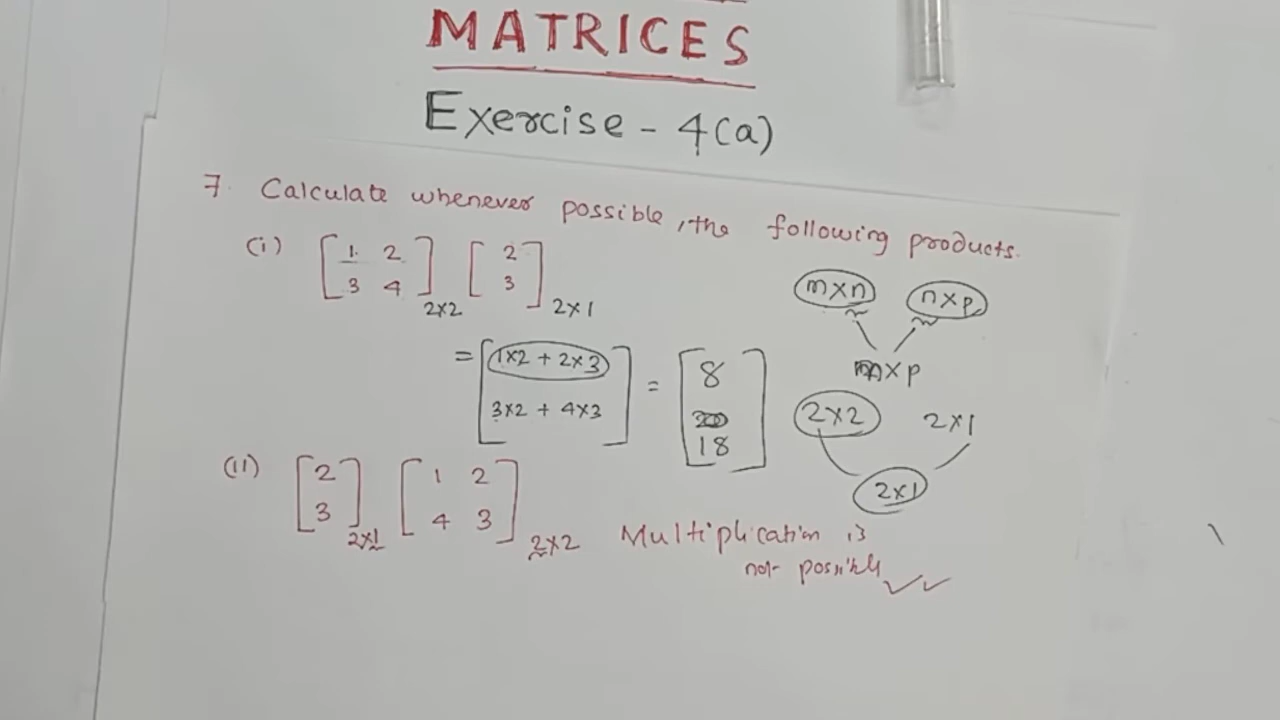 MATRICES
Exercise - 4(a)
7. Calculate whenever possible, the following products.
(i) [1 2] [2]
[3 4] 2×2 [3] 2×1
m×n n×p
= [1×2 + 2×3] = [8]
[3×2 + 4×3] [18]
m×p
2×2 2×1
2×1
(ii) [2] [1 2]
[3] 2×1 [4 3] 2×2 Multiplication is
not possible